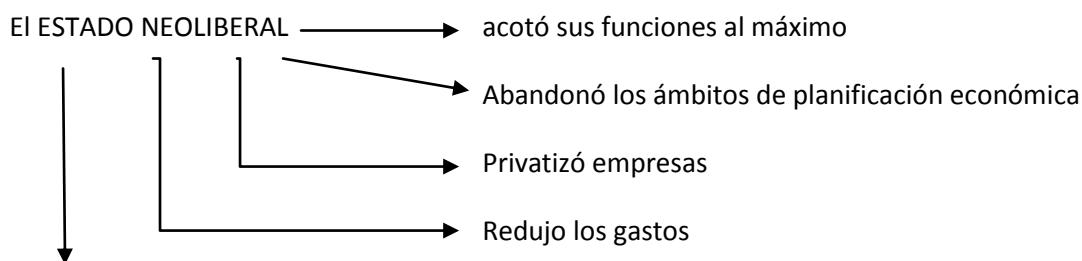 El ESTADO NEOLIBERAL acotó sus funciones al máximo
Abandonó los ámbitos de planificación económica
Privatizó empresas
Redujo los gastos